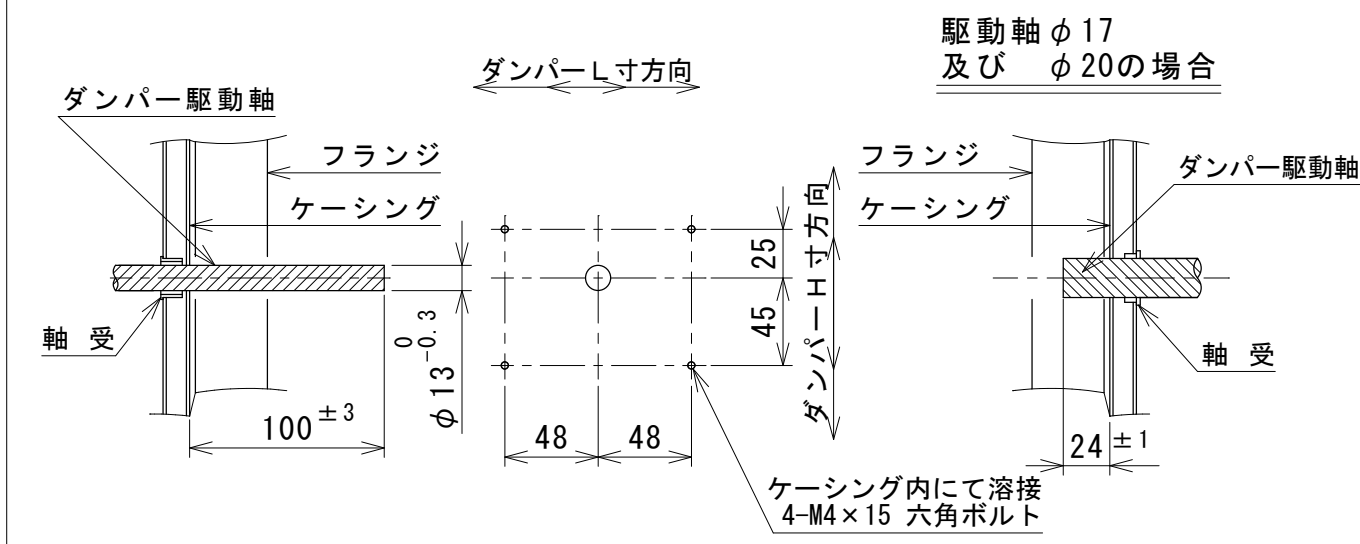 駆動軸φ17
及び φ20の場合
ダンパーL寸方向
ダンパー駆動軸
フランジ
ケーシング
軸 受
100±3
φ13 0 -0.3
25
45
48
48
ダンパーH寸方向
ケーシング内にて溶接
4-M4×15 六角ボルト
フランジ
ケーシング
ダンパー駆動軸
軸 受
24±1